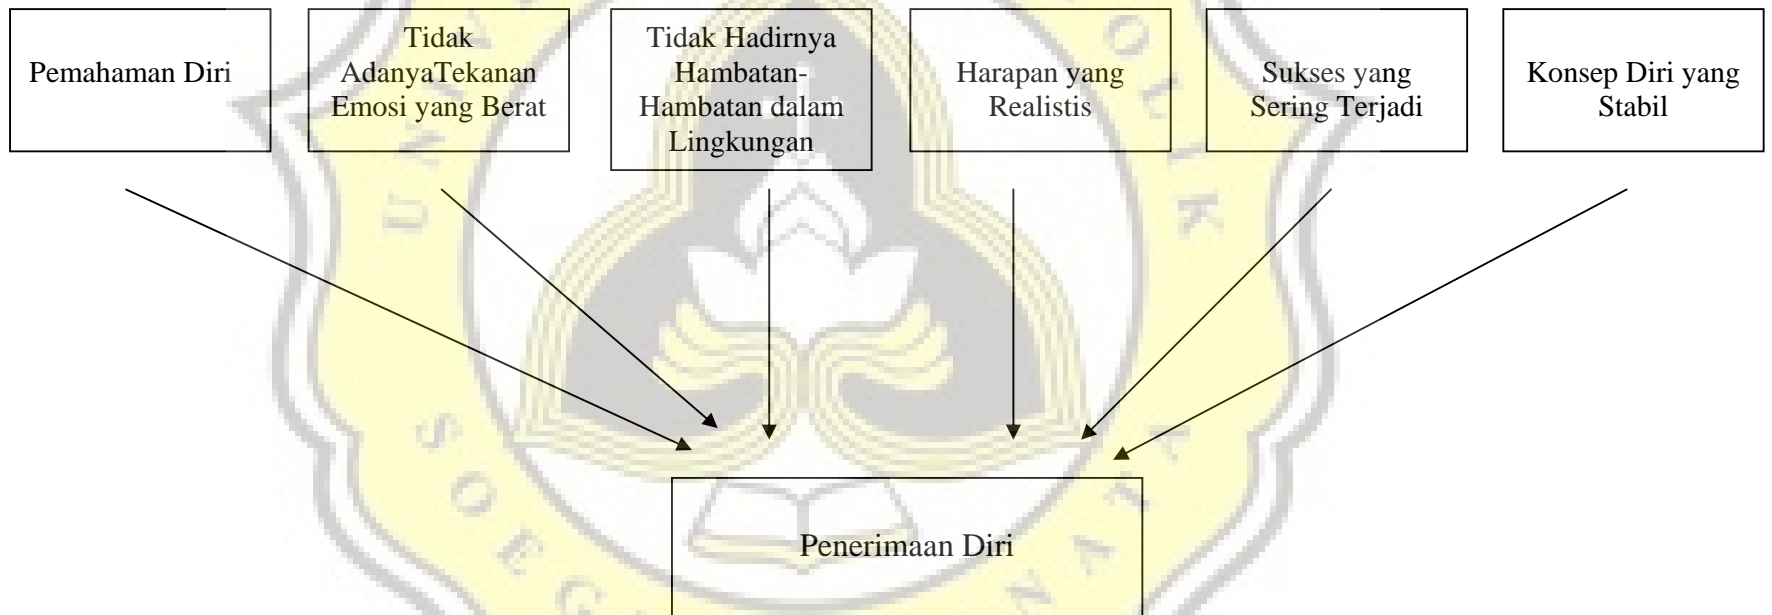 Pemahaman Diri
Tidak
AdanyaTekanan
Emosi yang Berat
Tidak Hadirnya
Hambatan-
Hambatan dalam
Lingkungan
Harapan yang
Realistis
Sukses yang
Sering Terjadi
Konsep Diri yang
Stabil
Penerimaan Diri